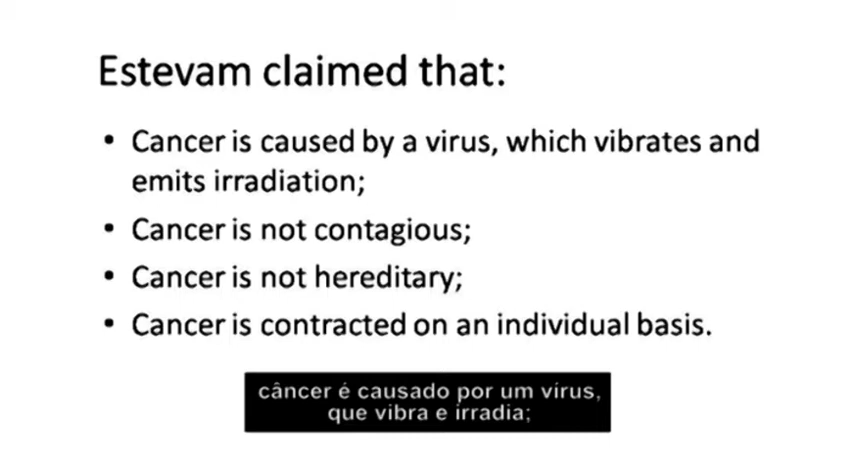 Estevam claimed that:
• Cancer is caused by a virus, which vibrates and
emits irradiation;
• Cancer is not contagious;
• Cancer is not hereditary;
• Cancer is contracted on an individual basis.
câncer é causado por um vírus,
que vibra e irradia;